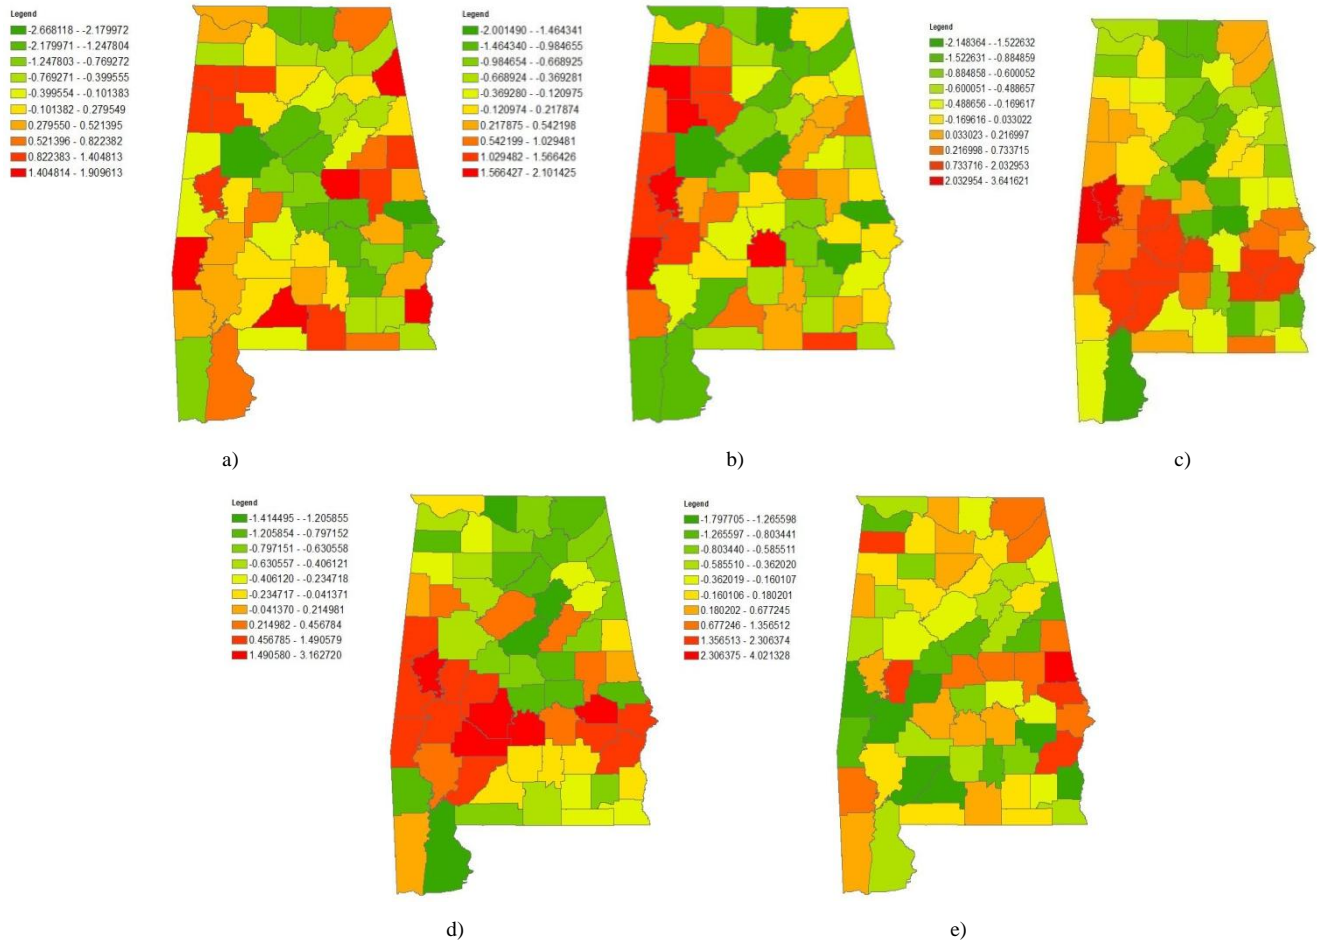 Legend
-2.668118 - -2.179972
-2.179971 - -1.247804
-1.247803 - -0.769272
-0.769271 - -0.399555
-0.399554 - -0.101383
-0.101382 - 0.279549
0.279550 - 0.521395
0.521396 - 0.822382
0.822383 - 1.404813
1.404814 - 1.909613
a)
Legend
-2.001490 - -1.464341
-1.464340 - -0.984655
-0.984654 - -0.668925
-0.668924 - -0.369281
-0.369280 - -0.120975
-0.120974 - 0.217874
0.217875 - 0.542198
0.542199 - 1.029481
1.029482 - 1.566426
1.566427 - 2.101425
b)
Legend
-2.148364 - -1.522632
-1.522631 - -0.884859
-0.884858 - -0.600052
-0.600051 - -0.488657
-0.488656 - -0.169617
-0.169616 - 0.033022
0.033023 - 0.216997
0.216998 - 0.733715
0.733716 - 2.032953
2.032954 - 3.641621
c)
Legend
-1.414495 - -1.205855
-1.205854 - -0.797152
-0.797151 - -0.630558
-0.630557 - -0.406121
-0.406120 - -0.234718
-0.234717 - -0.041371
-0.041370 - 0.214981
0.214982 - 0.456784
0.456785 - 1.490579
1.490580 - 3.162720
d)
Legend
-1.797705 - -1.265598
-1.265597 - -0.803441
-0.803440 - -0.585511
-0.585510 - -0.362020
-0.362019 - -0.160107
-0.160106 - 0.180201
0.180202 - 0.677245
0.677246 - 1.356512
1.356513 - 2.306374
2.306375 - 4.021328
e)